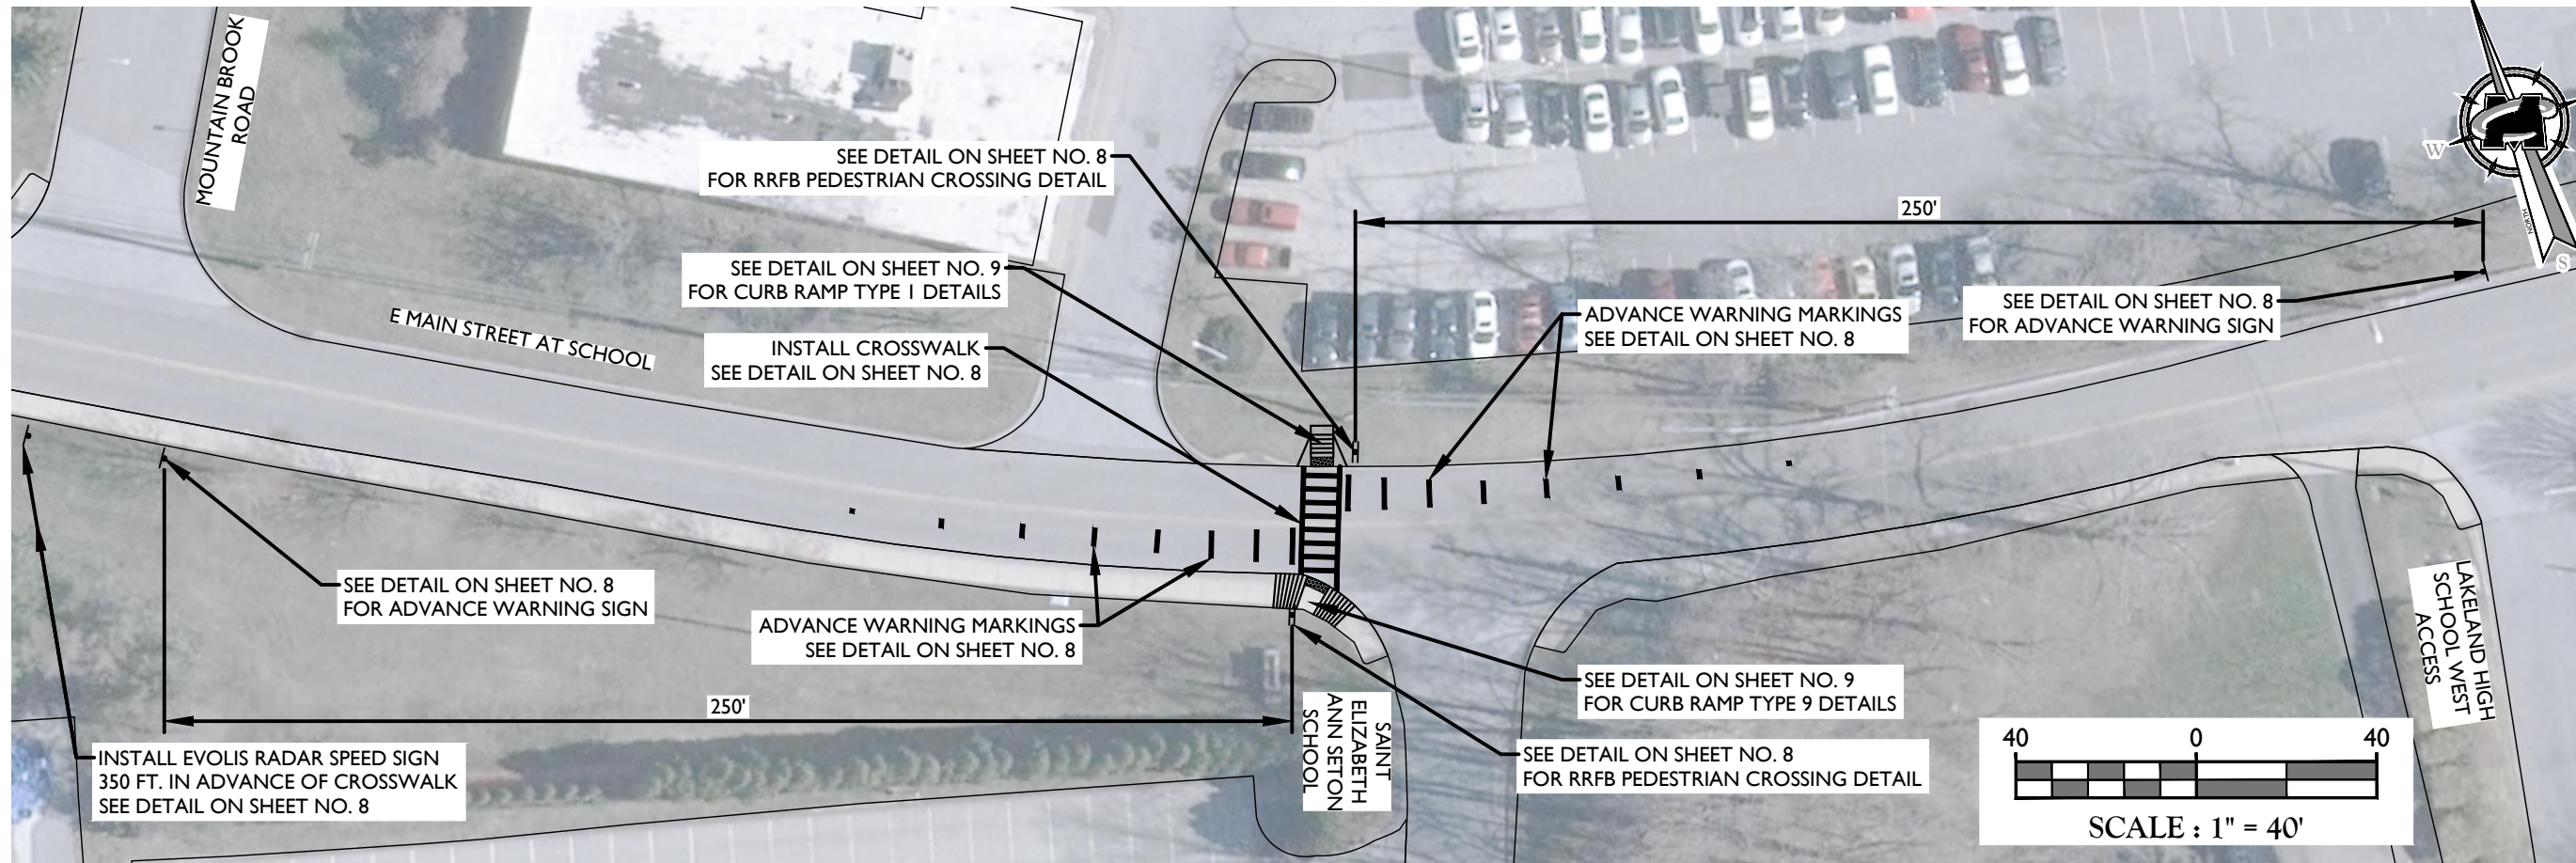 MOUNTAIN BROOK
ROAD
SEE DETAIL ON SHEET NO. 8
FOR RRFB PEDESTRIAN CROSSING DETAIL
W
NORTH
S
250'
SEE DETAIL ON SHEET NO. 9
FOR CURB RAMP TYPE 1 DETAILS
E MAIN STREET AT SCHOOL
INSTALL CROSSWALK
SEE DETAIL ON SHEET NO. 8
ADVANCE WARNING MARKINGS
SEE DETAIL ON SHEET NO. 8
SEE DETAIL ON SHEET NO. 8
FOR ADVANCE WARNING SIGN
SEE DETAIL ON SHEET NO. 8
FOR ADVANCE WARNING SIGN
ADVANCE WARNING MARKINGS
SEE DETAIL ON SHEET NO. 8
250'
INSTALL EVOLIS RADAR SPEED SIGN
350 FT. IN ADVANCE OF CROSSWALK
SEE DETAIL ON SHEET NO. 8
SAINT
ELIZABETH
ANN SETON
SCHOOL
SEE DETAIL ON SHEET NO. 9
FOR CURB RAMP TYPE 9 DETAILS
SEE DETAIL ON SHEET NO. 8
FOR RRFB PEDESTRIAN CROSSING DETAIL
LAKELAND HIGH
SCHOOL WEST
ACCESS
40 0 40
SCALE : 1" = 40'